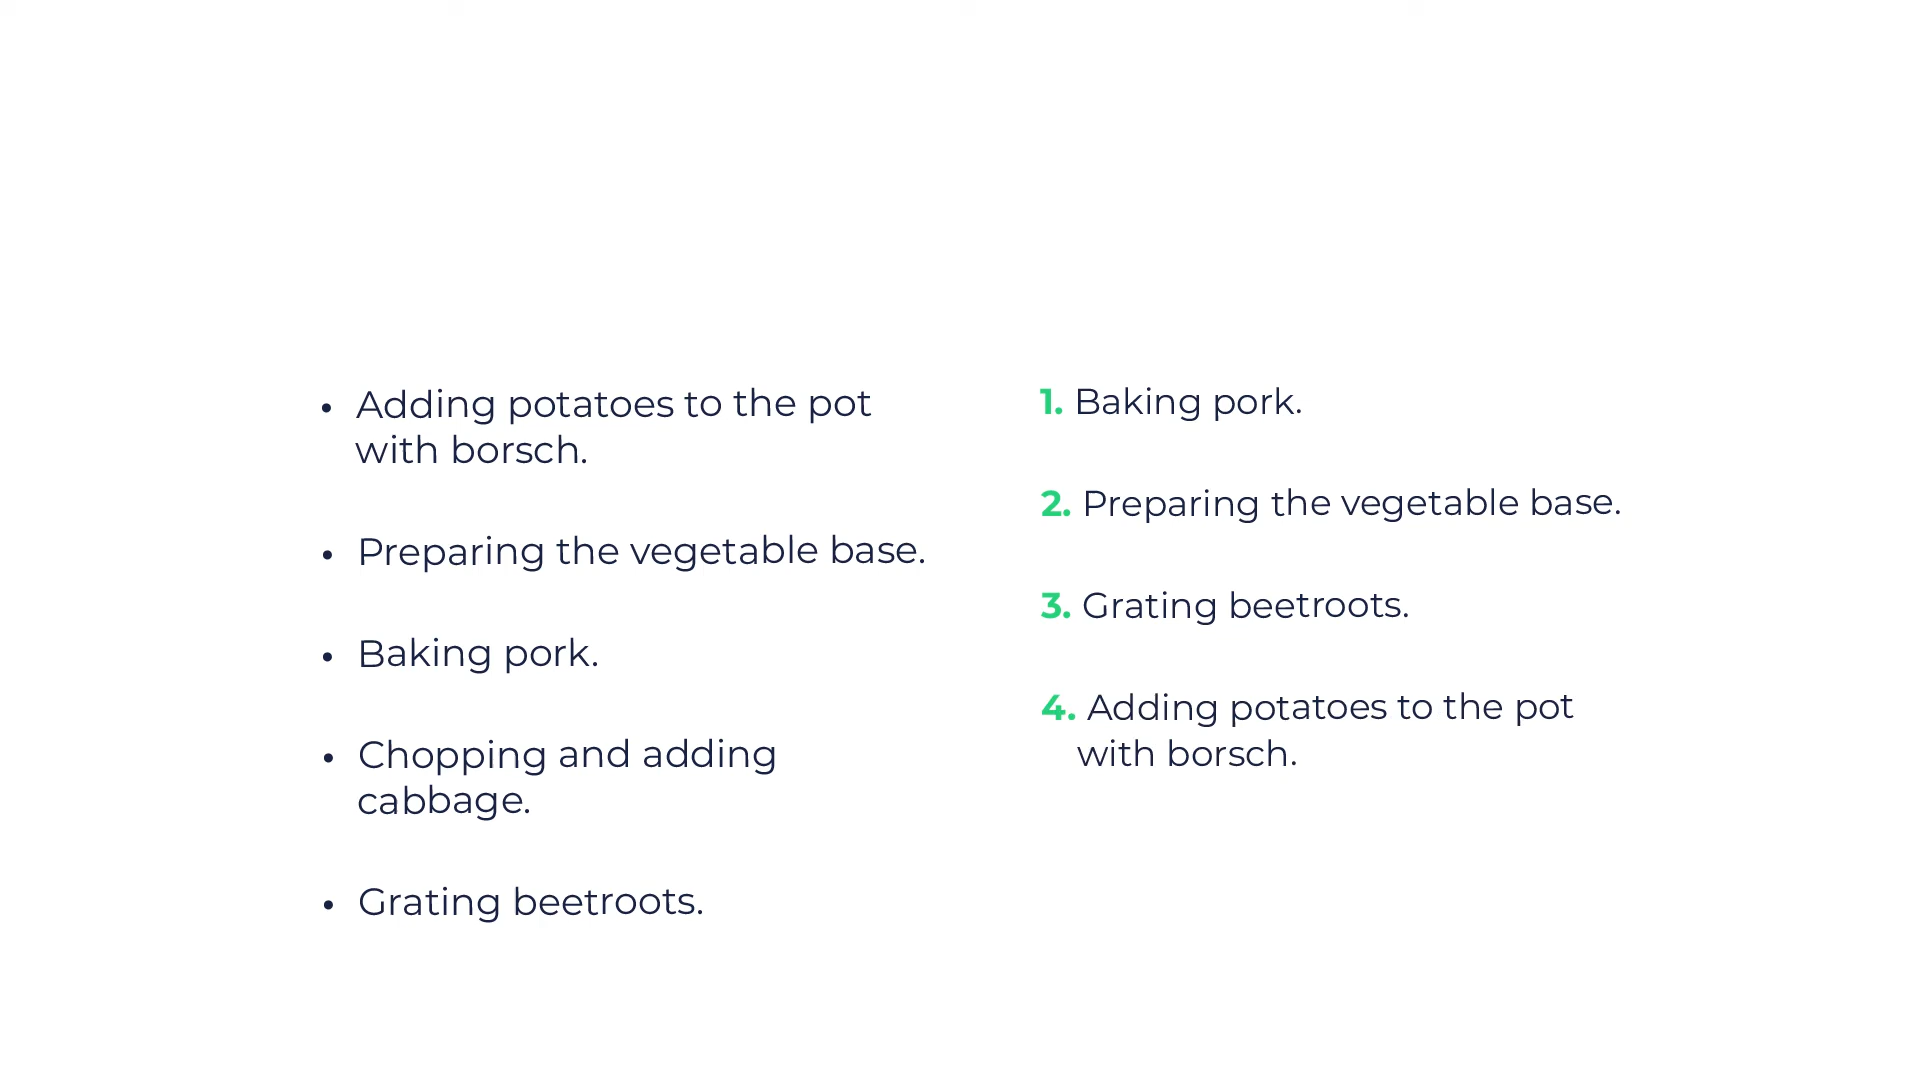 • Adding potatoes to the pot
with borsch.
• Preparing the vegetable base.
• Baking pork.
• Chopping and adding
cabbage.
• Grating beetroots.
1. Baking pork.
2. Preparing the vegetable base.
3. Grating beetroots.
4. Adding potatoes to the pot
with borsch.